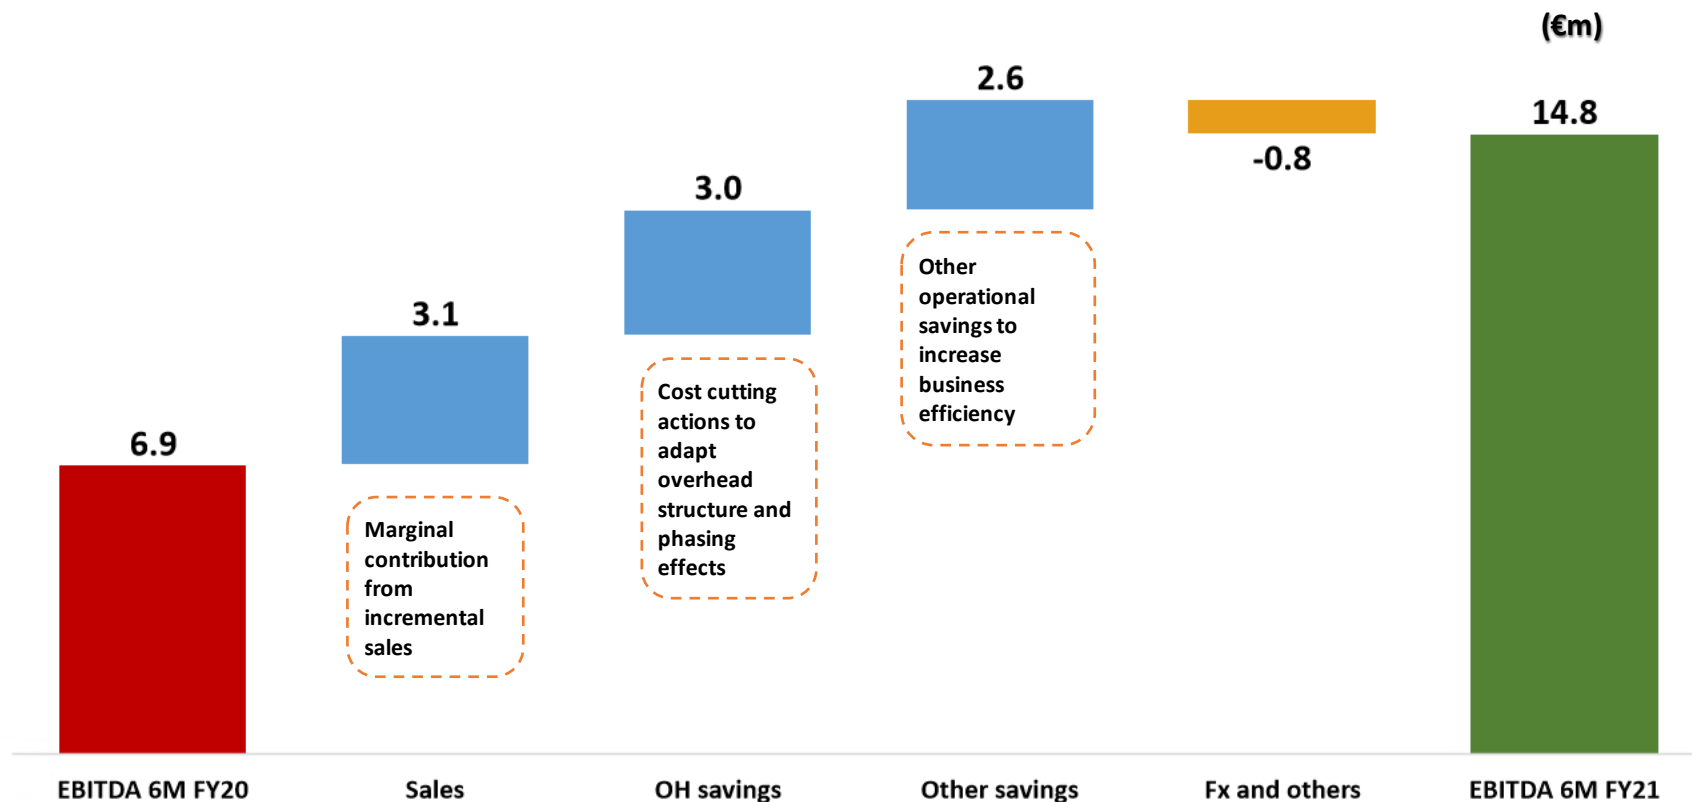 (€m)
2.6
14.8
-0.8
3.0
3.1
6.9
Other
operational
savings to
increase
business
efficiency
Cost cutting
actions to
adapt
overhead
structure and
phasing
effects
Marginal
contribution
from
incremental
sales
EBITDA 6M FY20
Sales
OH savings
Other savings
Fx and others
EBITDA 6M FY21